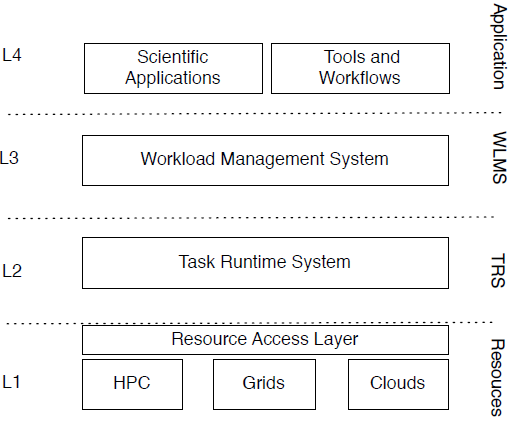 L4
Scientific
Applications
Tools and
Workflows
Application
L3
Workload Management System
WLMS
L2
Task Runtime System
TRS
Resource Access Layer
L1
HPC
Grids
Clouds
Resouces